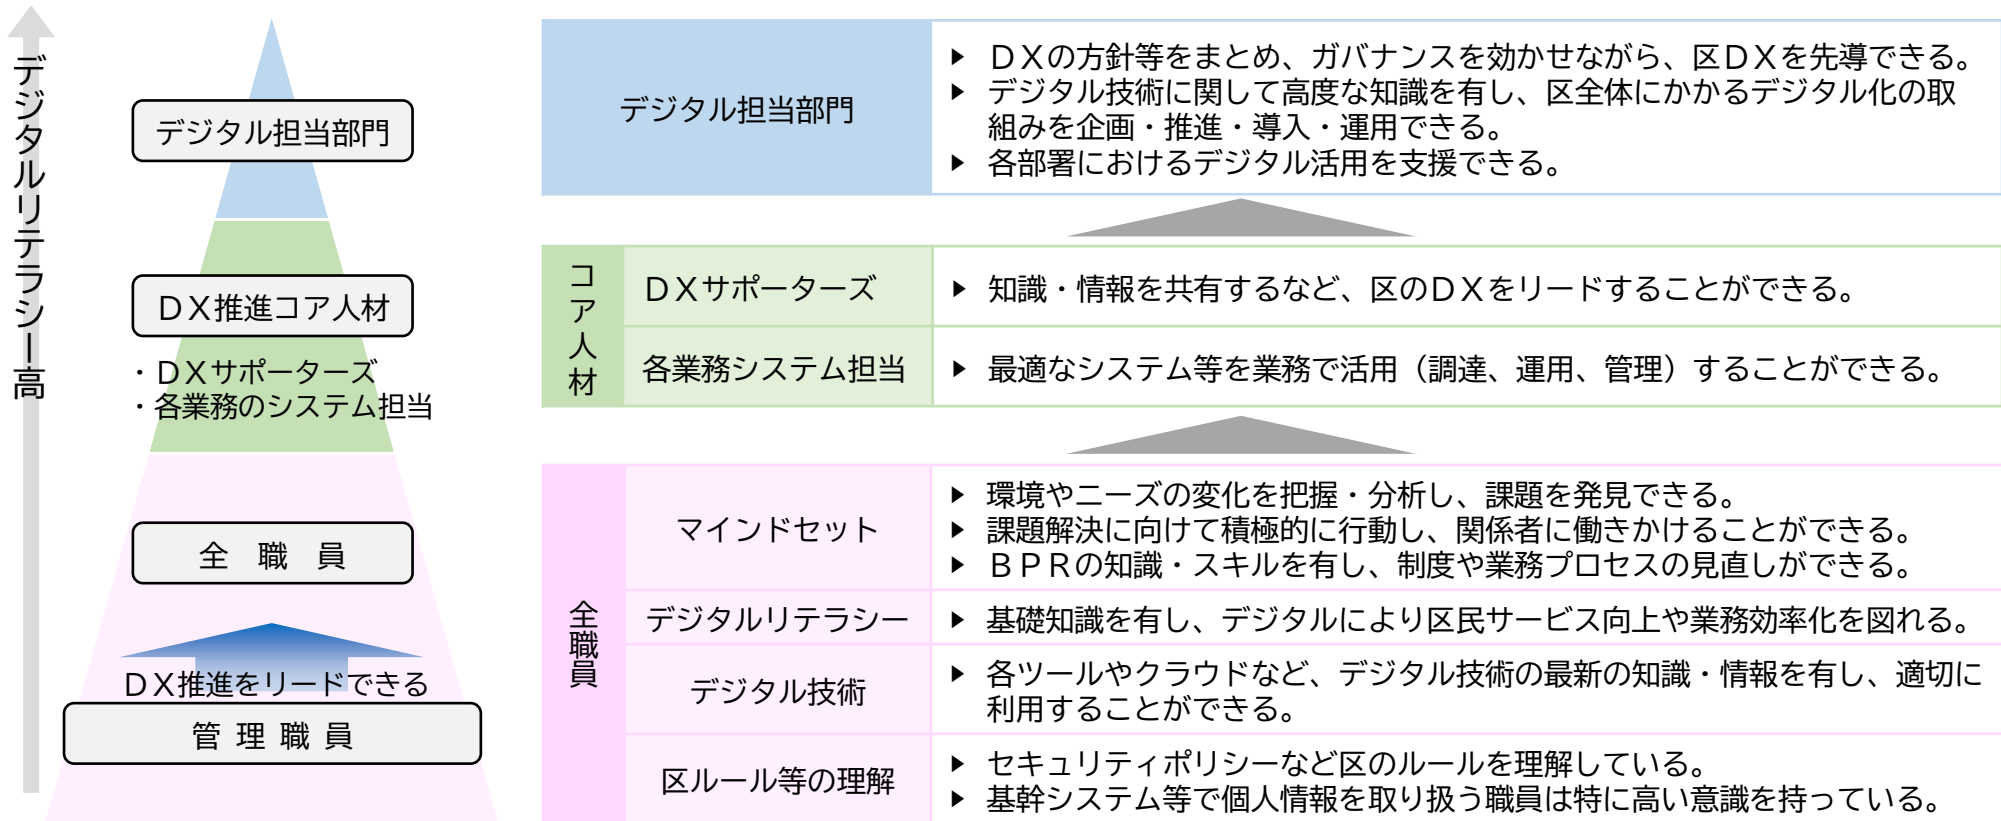 デジタルリテラシー高
デジタル担当部門
ＤＸ推進コア人材
・ＤＸサポーターズ
・各業務のシステム担当
全　職　員
ＤＸ推進をリードできる
管 理 職 員
デジタル担当部門
▶ ＤＸの方針等をまとめ、ガバナンスを効かせながら、区ＤＸを先導できる。
▶ デジタル技術に関して高度な知識を有し、区全体にかかるデジタル化の取
組みを企画・推進・導入・運用できる。
▶ 各部署におけるデジタル活用を支援できる。
コア人材
ＤＸサポーターズ
▶ 知識・情報を共有するなど、区のＤＸをリードすることができる。
各業務システム担当
▶ 最適なシステム等を業務で活用（調達、運用、管理）することができる。
全職員
マインドセット
▶ 環境やニーズの変化を把握・分析し、課題を発見できる。
▶ 課題解決に向けて積極的に行動し、関係者に働きかけることができる。
▶ ＢＰＲの知識・スキルを有し、制度や業務プロセスの見直しができる。
デジタルリテラシー
▶ 基礎知識を有し、デジタルにより区民サービス向上や業務効率化を図れる。
デジタル技術
▶ 各ツールやクラウドなど、デジタル技術の最新の知識・情報を有し、適切に
利用することができる。
区ルール等の理解
▶ セキュリティポリシーなど区のルールを理解している。
▶ 基幹システム等で個人情報を取り扱う職員は特に高い意識を持っている。